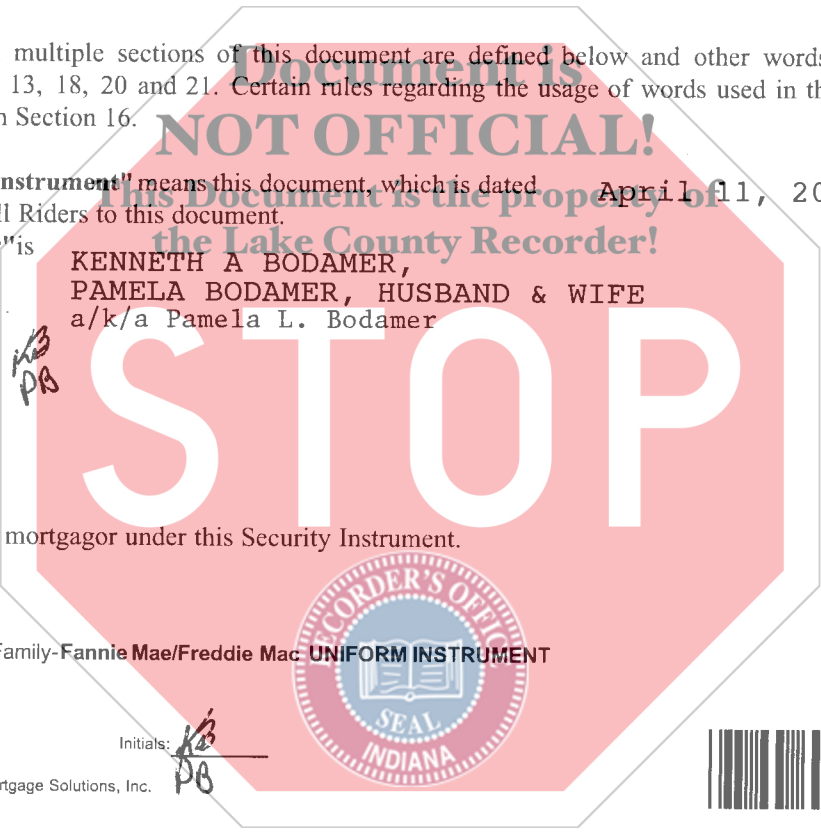 multiple sections of this document are defined below and other words
Document is
13, 18, 20 and 21. Certain rules regarding the usage of words used in th
n Section 16.
NOT OFFICIAL!
nstrument" means this document, which is dated April 11, 20
This Document is the property of
ll Riders to this document.
" is
the Lake County Recorder!
KENNETH A BODAMER,
PAMELA BODAMER, HUSBAND & WIFE
a/k/a Pamela L. Bodamer
KB
PB
STOP
mortgagor under this Security Instrument.
RECORDER'S OFFICE
Family-Fannie Mae/Freddie Mac UNIFORM INSTRUMENT
SEAL
INDIANA
Initials: KB
PB
rtgage Solutions, Inc.